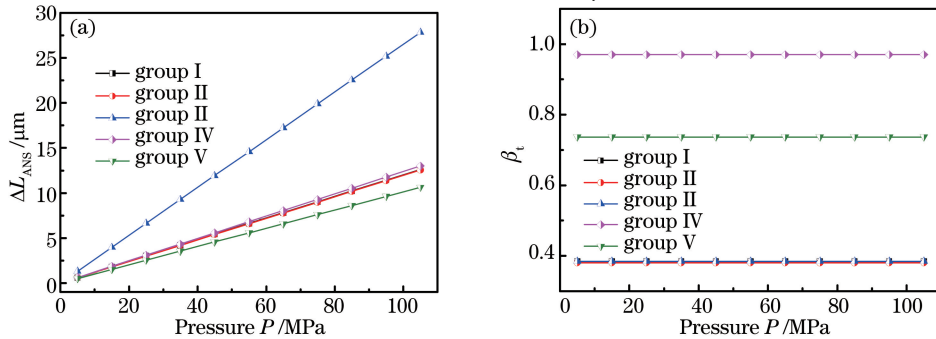 (a)
30
25
20
15
10
5
0
ΔL_ANS /μm
group I
group II
group II
group IV
group V
0 20 40 60 80 100
Pressure P /MPa
(b)
1.0
0.8
0.6
0.4
β_t
group I
group II
group II
group IV
group V
0 20 40 60 80 100
Pressure P /MPa